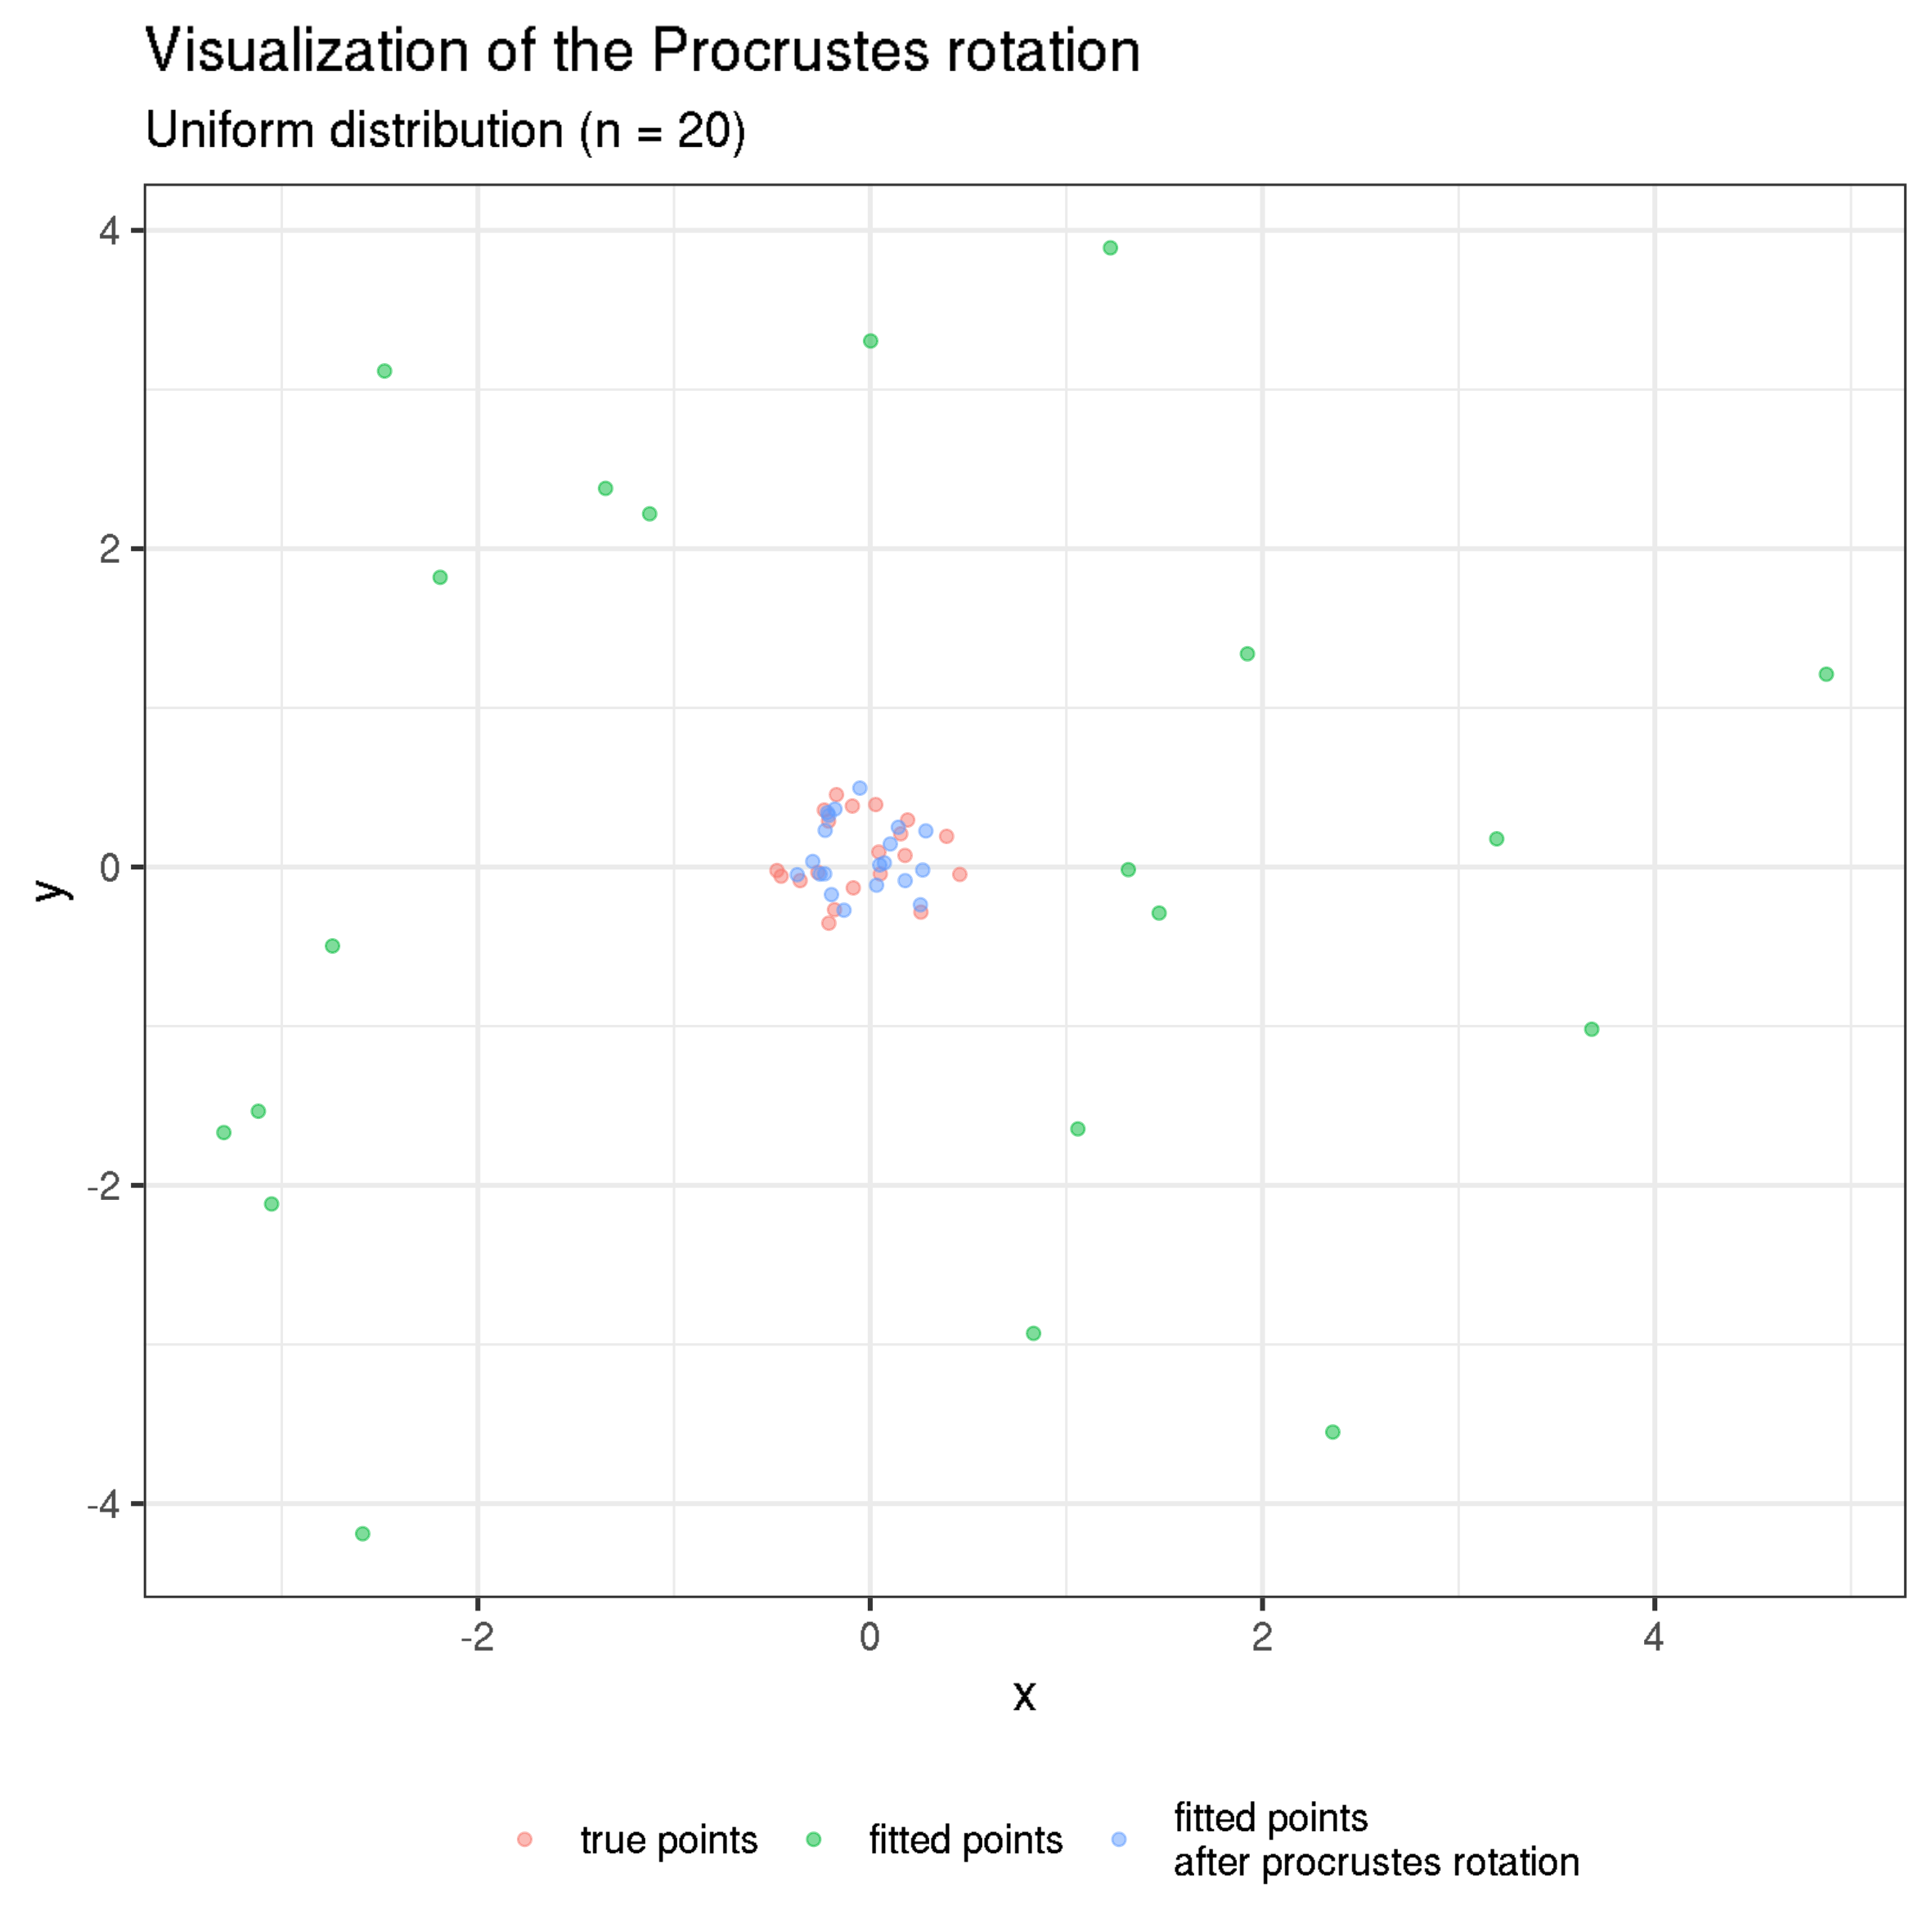 Visualization of the Procrustes rotation
Uniform distribution (n = 20)
4
2
0
-2
-4
y
-2
0
2
4
x
true points
fitted points
fitted points
after procrustes rotation